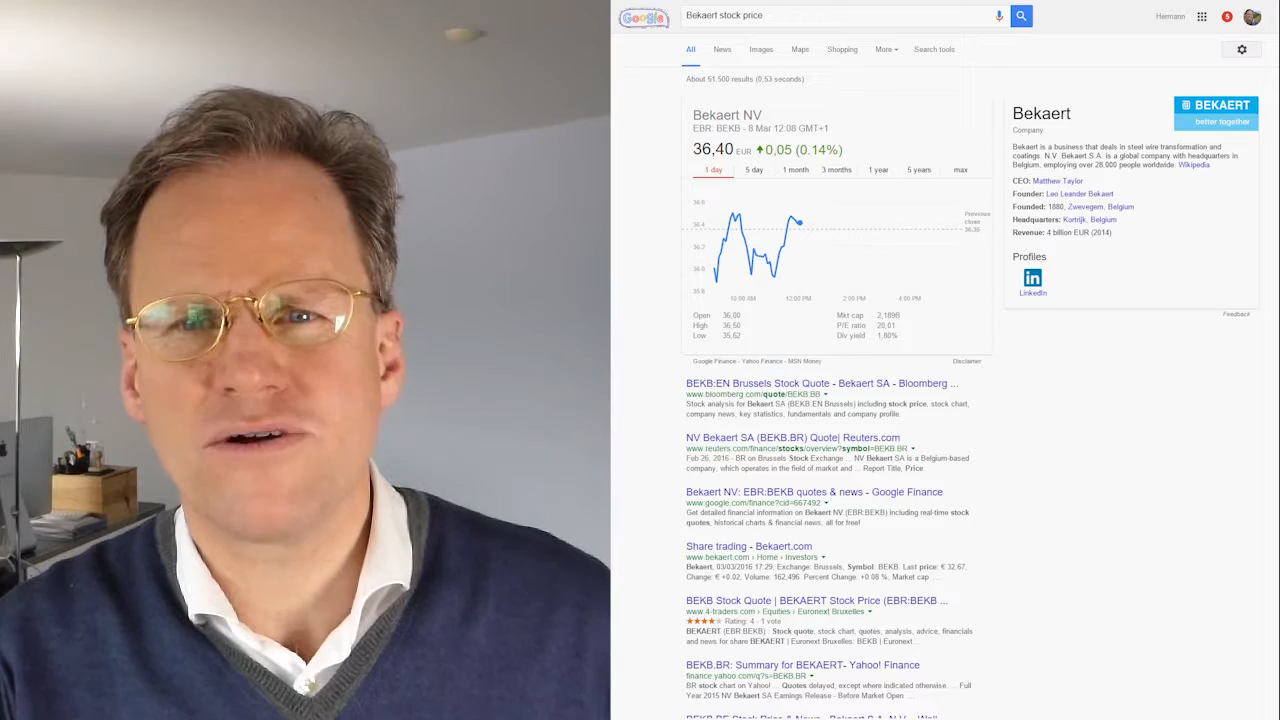 Google
Bekaert stock price
Hermann
5
All News Images Maps Shopping More Search tools
About 51.500 results (0,53 seconds)
Bekaert NV
EBR: BEKB - 8 Mar 12:08 GMT+1
36,40 EUR 0,05 (0.14%)
1 day 5 day 1 month 3 months 1 year 5 years max
36.6
36.4
36.2
36.0
35.8
Previous
close
36.35
10:00 AM 12:00 PM 2:00 PM 4:00 PM
Open 36,00
High 36,50
Low 35,62
Mkt cap 2,189B
P/E ratio 20,01
Div yield 1,80%
Google Finance - Yahoo Finance - MSN Money
Disclaimer
BEKB:EN Brussels Stock Quote - Bekaert SA - Bloomberg ...
www.bloomberg.com/quote/BEKB:BB
Stock analysis for Bekaert SA (BEKB:EN Brussels) including stock price, stock chart,
company news, key statistics, fundamentals and company profile.
NV Bekaert SA (BEKB.BR) Quote| Reuters.com
www.reuters.com/finance/stocks/overview?symbol=BEKB.BR
Feb 26, 2016 - BR on Brussels Stock Exchange ... NV Bekaert SA is a Belgium-based
company, which operates in the field of market and ... Report Title, Price.
Bekaert NV: EBR:BEKB quotes & news - Google Finance
www.google.com/finance?cid=667492
Get detailed financial information on Bekaert NV (EBR:BEKB) including real-time stock
quotes, historical charts & financial news, all for free!
Share trading - Bekaert.com
www.bekaert.com › Home › Investors
Bekaert, 03/03/2016 17:29, Exchange: Brussels, Symbol: BEKB. Last price: € 32.67,
Change: € +0.02, Volume: 162,496. Percent Change: +0.08 %, Market cap ...
BEKB Stock Quote | BEKAERT Stock Price (EBR:BEKB ...
www.4-traders.com › Equities › Euronext Bruxelles
Rating: 4 - 1 vote
BEKAERT (EBR:BEKB) : Stock quote, stock chart, quotes, analysis, advice, financials
and news for share BEKAERT | Euronext Bruxelles: BEKB | Euronext ...
BEKB.BR: Summary for BEKAERT- Yahoo! Finance
finance.yahoo.com/q?s=BEKB.BR
BR stock chart on Yahoo! ... Quotes delayed, except where indicated otherwise. ... Full
Year 2015 NV Bekaert SA Earnings Release - Before Market Open ...
Bekaert
Company
BEKAERT
better together
Bekaert is a business that deals in steel wire transformation and
coatings. N.V. Bekaert S.A. is a global company with headquarters in
Belgium, employing over 28,000 people worldwide. Wikipedia
CEO: Matthew Taylor
Founder: Leo Leander Bekaert
Founded: 1880, Zwevegem, Belgium
Headquarters: Kortrijk, Belgium
Revenue: 4 billion EUR (2014)
Profiles
in
LinkedIn
Feedback